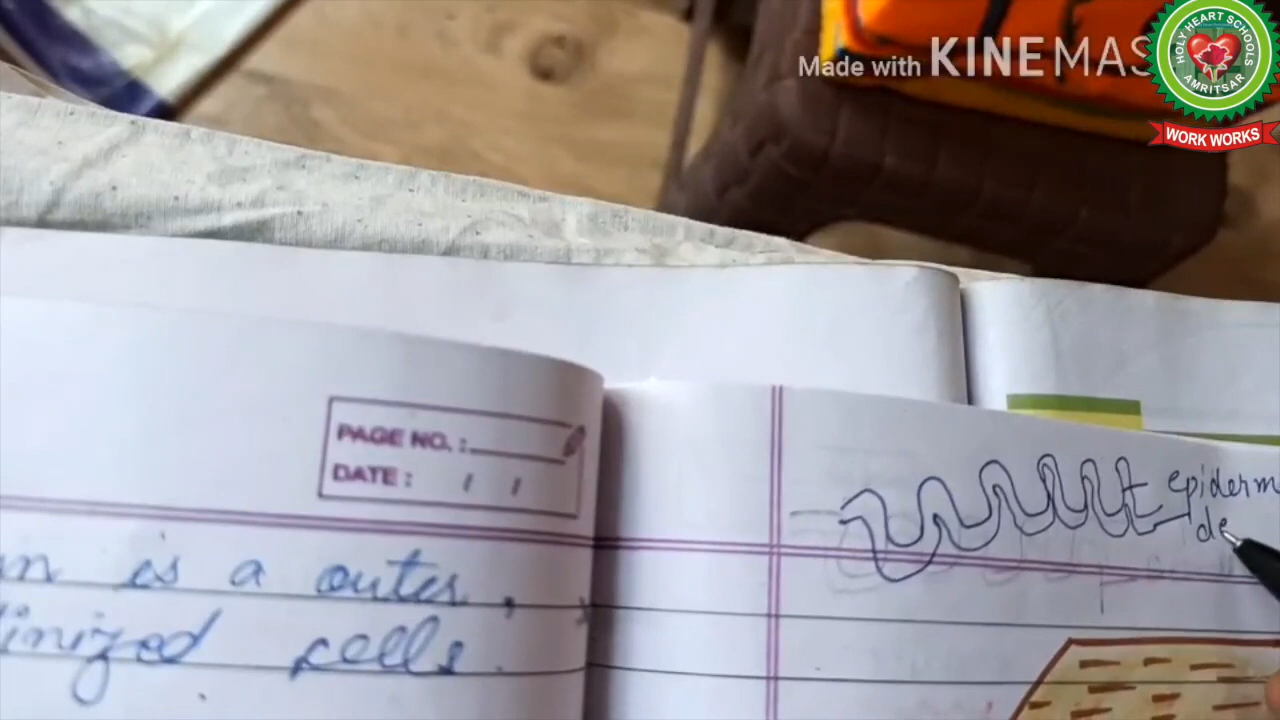 Made with KINEMAS
HOLY HEART SCHOOLS
AMRITSAR
WORK WORKS
PAGE NO. :
DATE : / /
is a outer,
cells.
epiderm
de